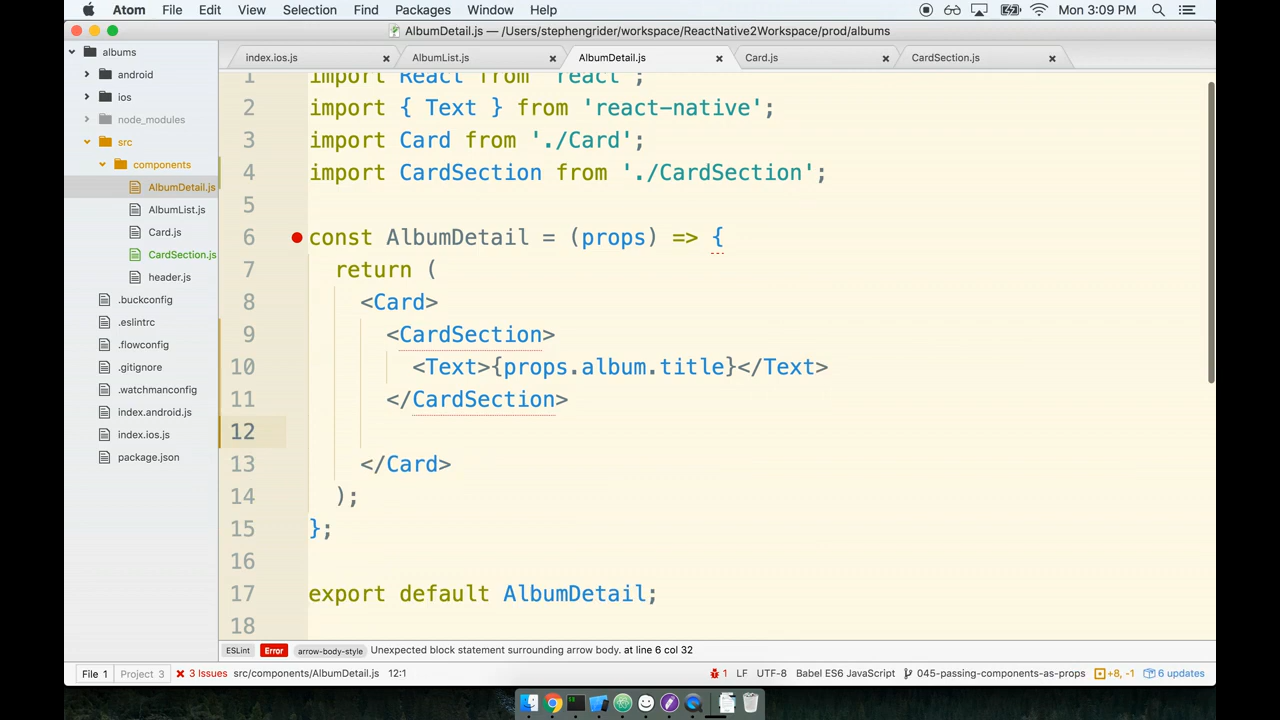 Atom File Edit View Selection Find Packages Window Help Mon 3:09 PM
AlbumDetail.js — /Users/stephengrider/workspace/ReactNative2Workspace/prod/albums
albums
android
ios
node_modules
src
components
AlbumDetail.js
AlbumList.js
Card.js
CardSection.js
header.js
.buckconfig
.eslintrc
.flowconfig
.gitignore
.watchmanconfig
index.android.js
index.ios.js
package.json
index.ios.js AlbumList.js AlbumDetail.js Card.js CardSection.js
1 import React from 'react';
2 import { Text } from 'react-native';
3 import Card from './Card';
4 import CardSection from './CardSection';
5
6 const AlbumDetail = (props) => {
7 return (
8 <Card>
9 <CardSection>
10 <Text>{props.album.title}</Text>
11 </CardSection>
12
13 </Card>
14 );
15 };
16
17 export default AlbumDetail;
18
ESLint Error arrow-body-style Unexpected block statement surrounding arrow body. at line 6 col 32
File 1 Project 3 3 Issues src/components/AlbumDetail.js 12:1 1 LF UTF-8 Babel ES6 JavaScript 045-passing-components-as-props +8, -1 6 updates